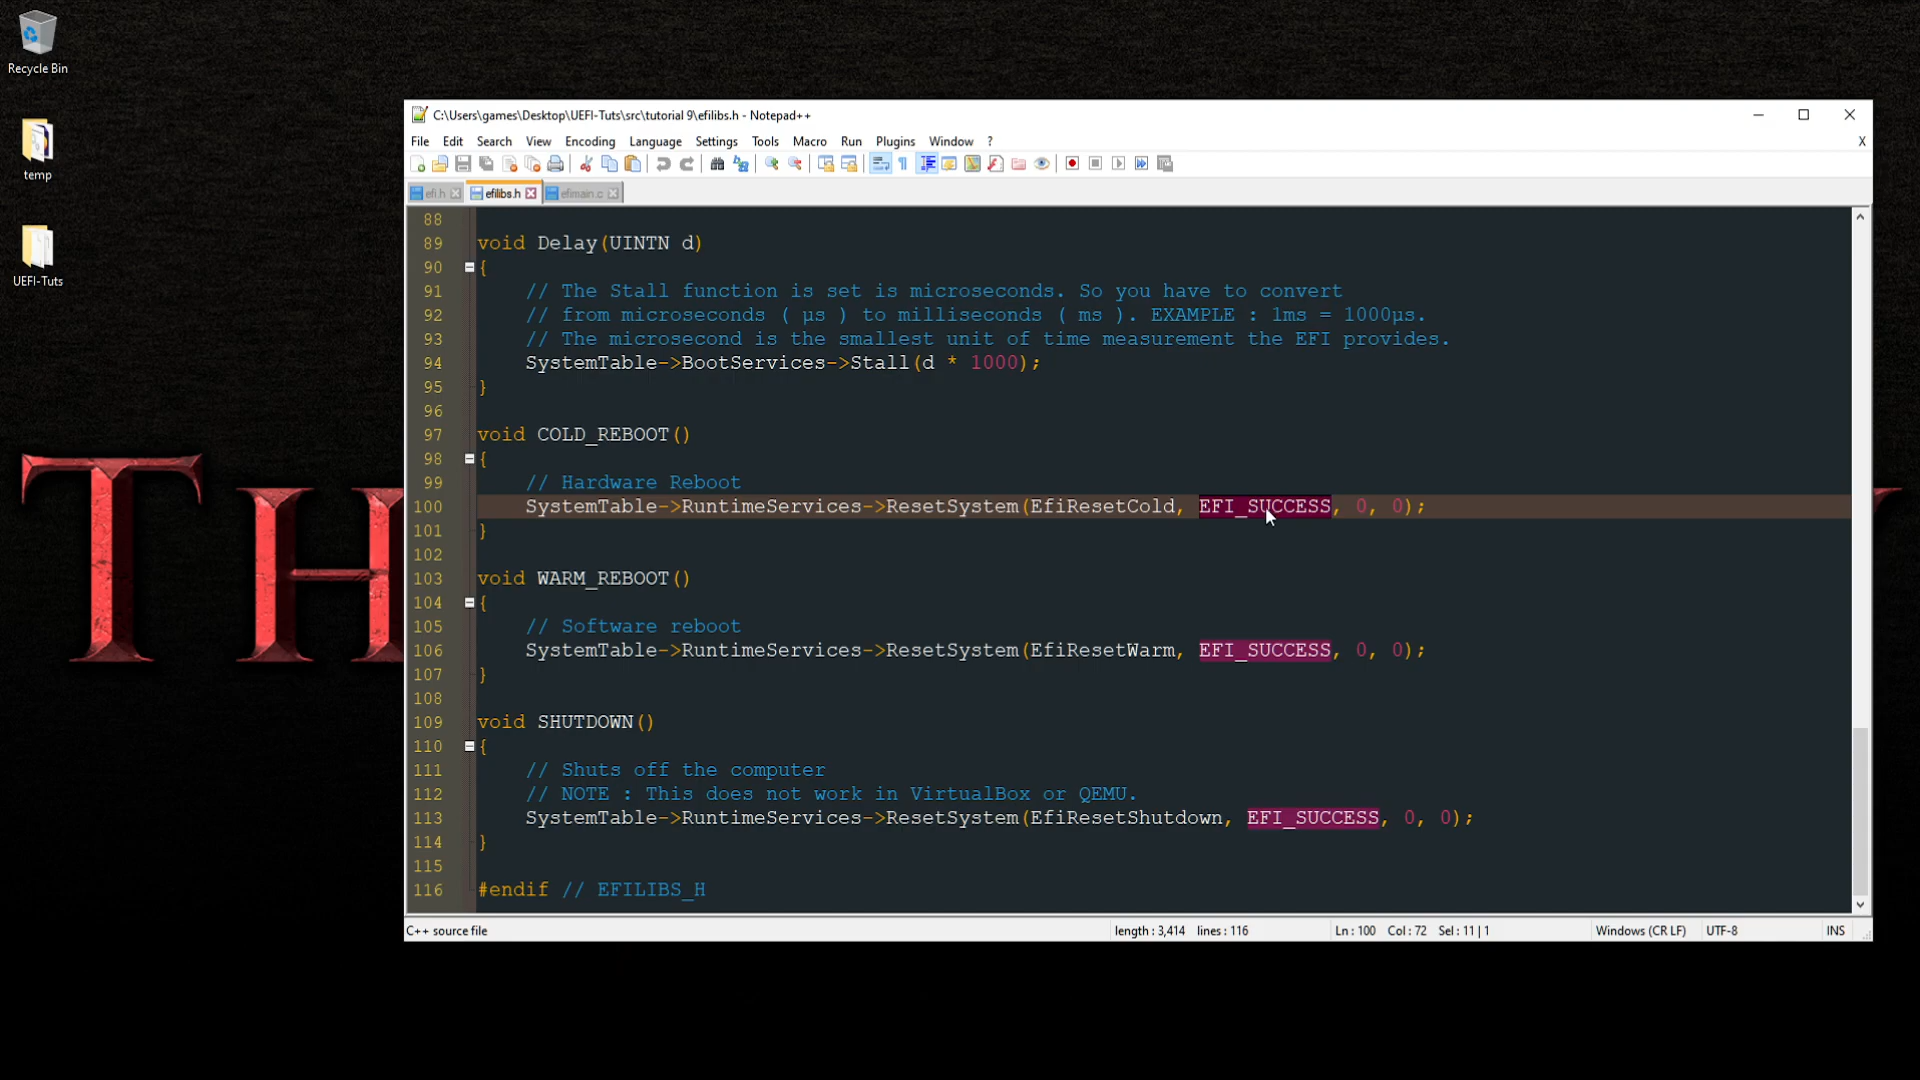 Recycle Bin
temp
UEFI-Tuts
C:\Users\games\Desktop\UEFI-Tuts\src\tutorial 9\efilibs.h - Notepad++
File Edit Search View Encoding Language Settings Tools Macro Run Plugins Window ? X
efi.h efilibs.h efimain.c
88
89 void Delay(UINTN d)
90 {
91 // The Stall function is set is microseconds. So you have to convert
92 // from microseconds ( µs ) to milliseconds ( ms ). EXAMPLE : 1ms = 1000µs.
93 // The microsecond is the smallest unit of time measurement the EFI provides.
94 SystemTable->BootServices->Stall(d * 1000);
95 }
96
97 void COLD_REBOOT()
98 {
99 // Hardware Reboot
100 SystemTable->RuntimeServices->ResetSystem(EfiResetCold, EFI_SUCCESS, 0, 0);
101 }
102
103 void WARM_REBOOT()
104 {
105 // Software reboot
106 SystemTable->RuntimeServices->ResetSystem(EfiResetWarm, EFI_SUCCESS, 0, 0);
107 }
108
109 void SHUTDOWN()
110 {
111 // Shuts off the computer
112 // NOTE : This does not work in VirtualBox or QEMU.
113 SystemTable->RuntimeServices->ResetSystem(EfiResetShutdown, EFI_SUCCESS, 0, 0);
114 }
115
116 #endif // EFILIBS_H
C++ source file length : 3,414 lines : 116 Ln : 100 Col : 72 Sel : 11 | 1 Windows (CR LF) UTF-8 INS